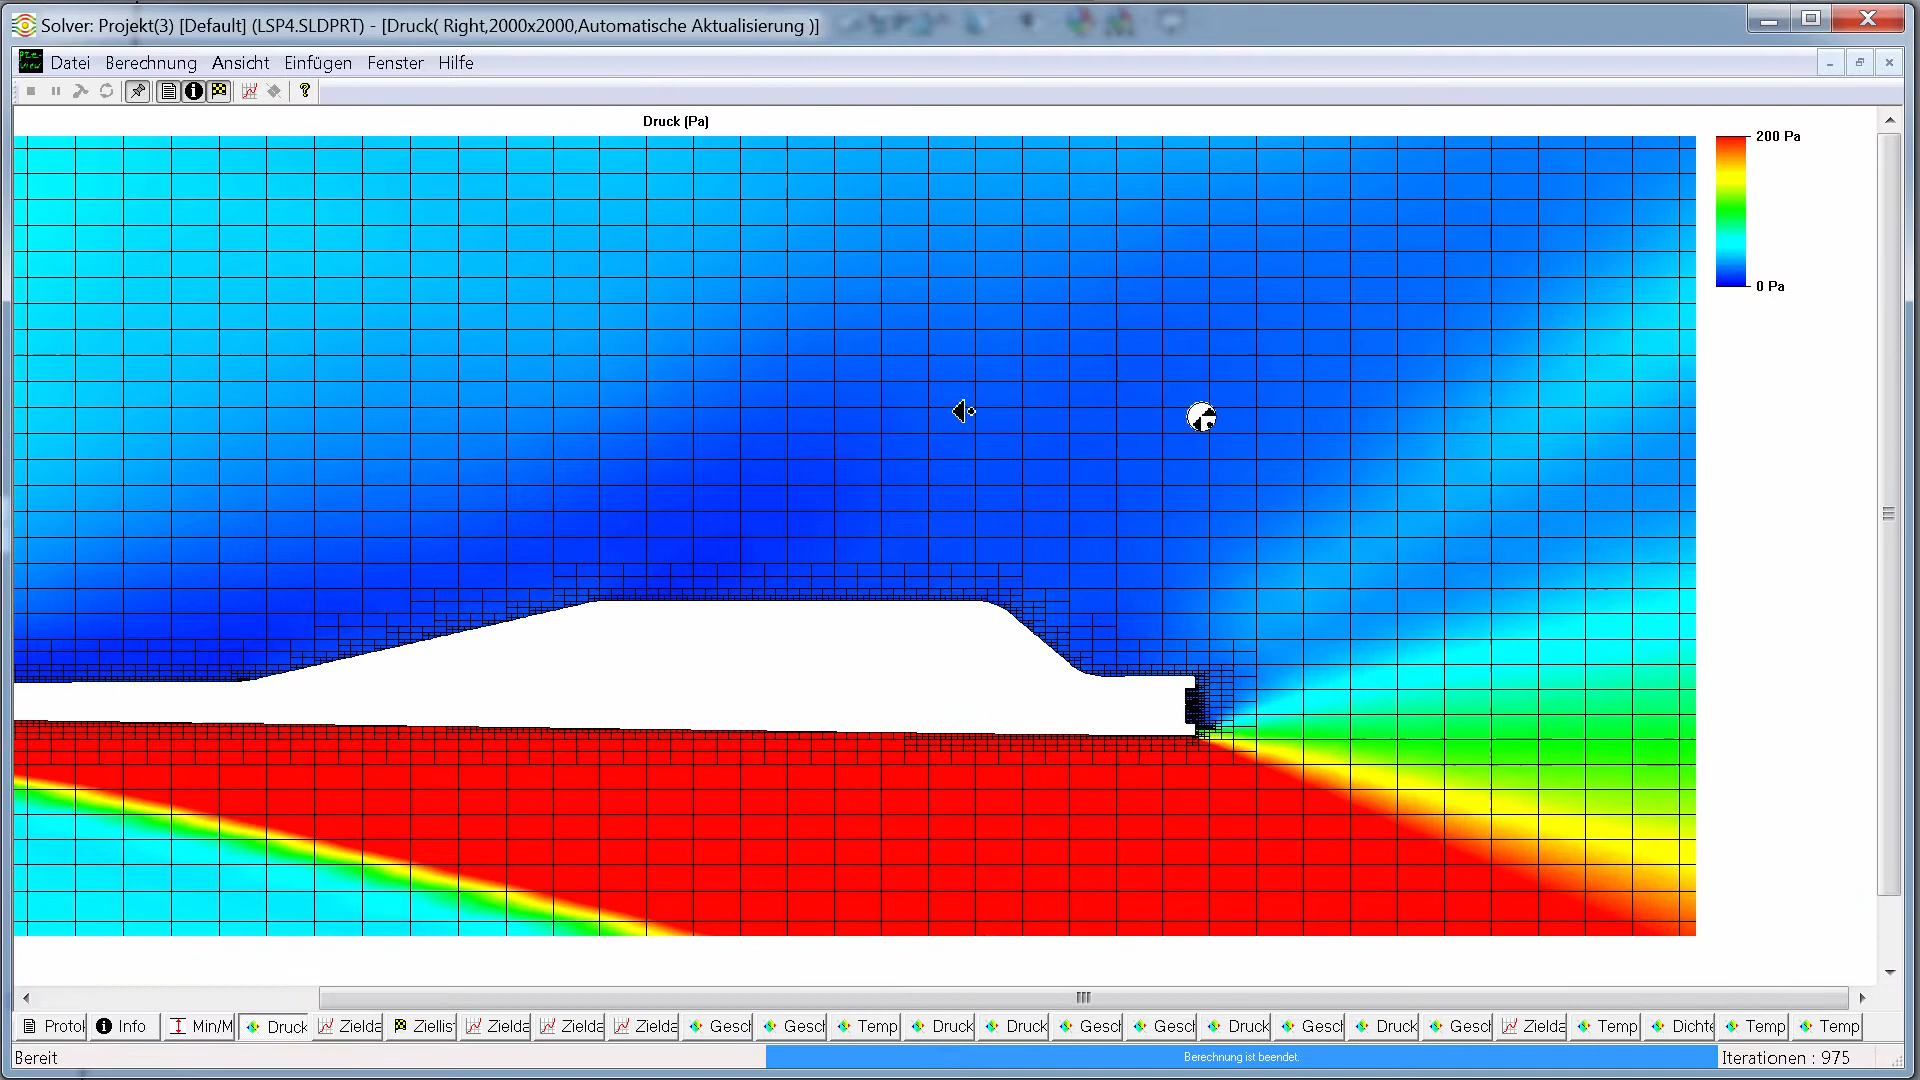 Solver: Projekt(3) [Default] (LSP4.SLDPRT) - [Druck( Right,2000x2000,Automatische Aktualisierung )]
Datei Berechnung Ansicht Einfügen Fenster Hilfe
Druck (Pa)
200 Pa
0 Pa
Protol Info Min/M Druck Zielda Ziellis Zielda Zielda Zielda Gescl Gescl Temp Druck Druck Gescl Gescl Druck Gescl Druck Gescl Zielda Temp Dichte Temp Temp
Bereit Berechnung ist beendet. Iterationen : 975